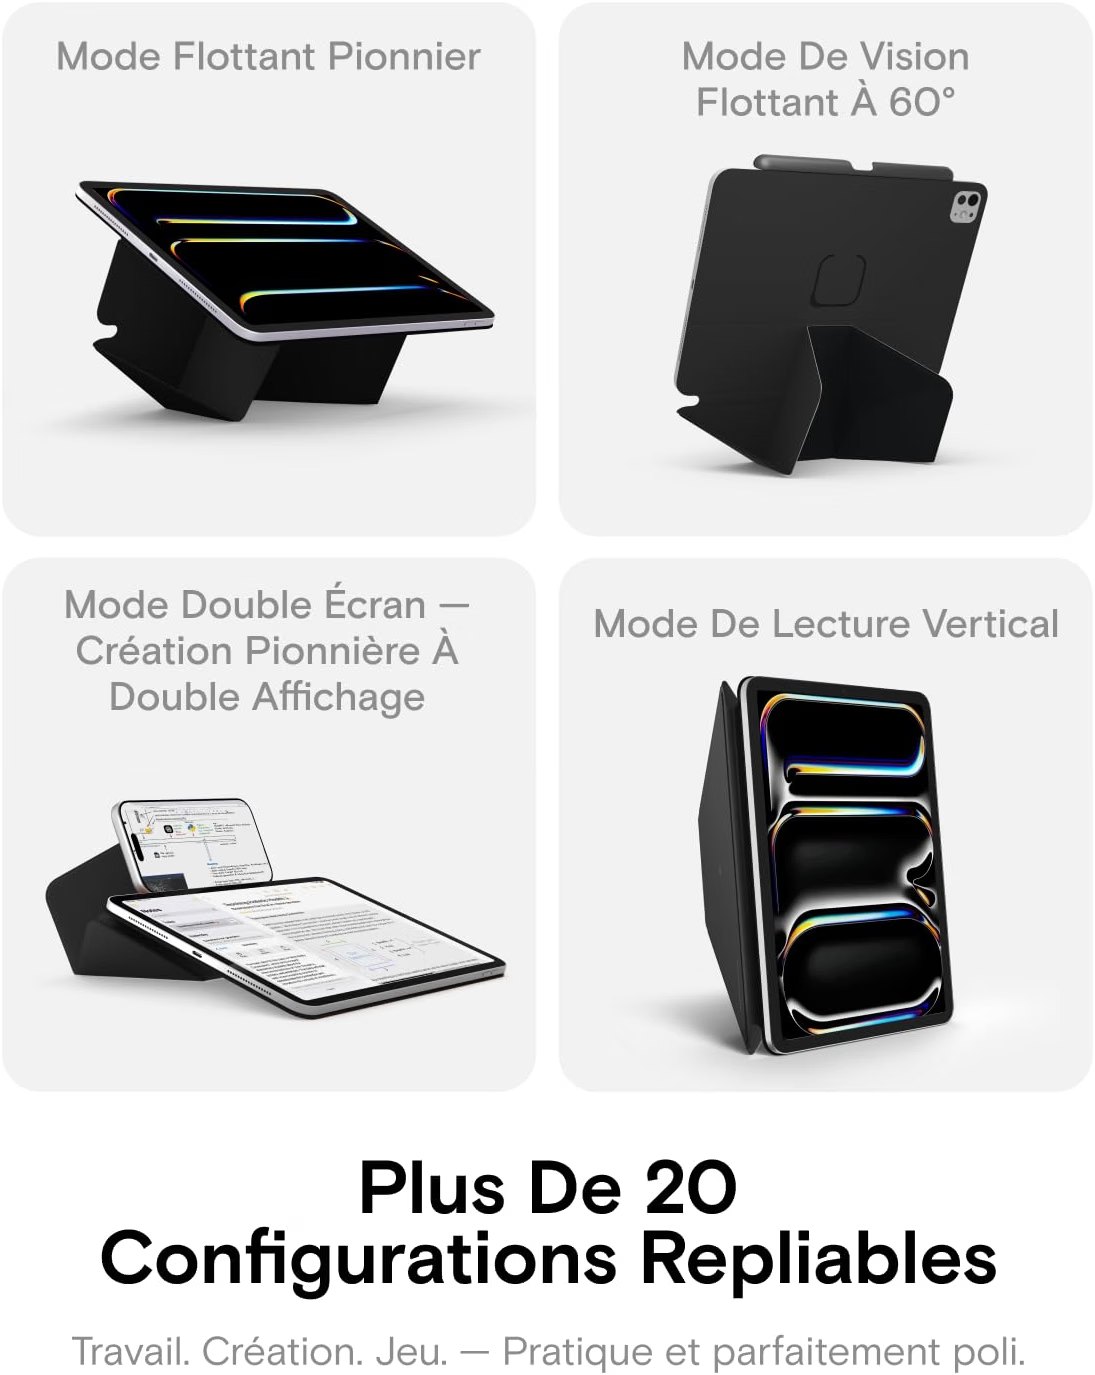 Mode Flottant Pionnier
Mode De Vision
Flottant À 60°
Mode Double Écran —
Création Pionnière À
Double Affichage
Mode De Lecture Vertical
Plus De 20
Configurations Repliables
Travail. Création. Jeu. — Pratique et parfaitement poli.